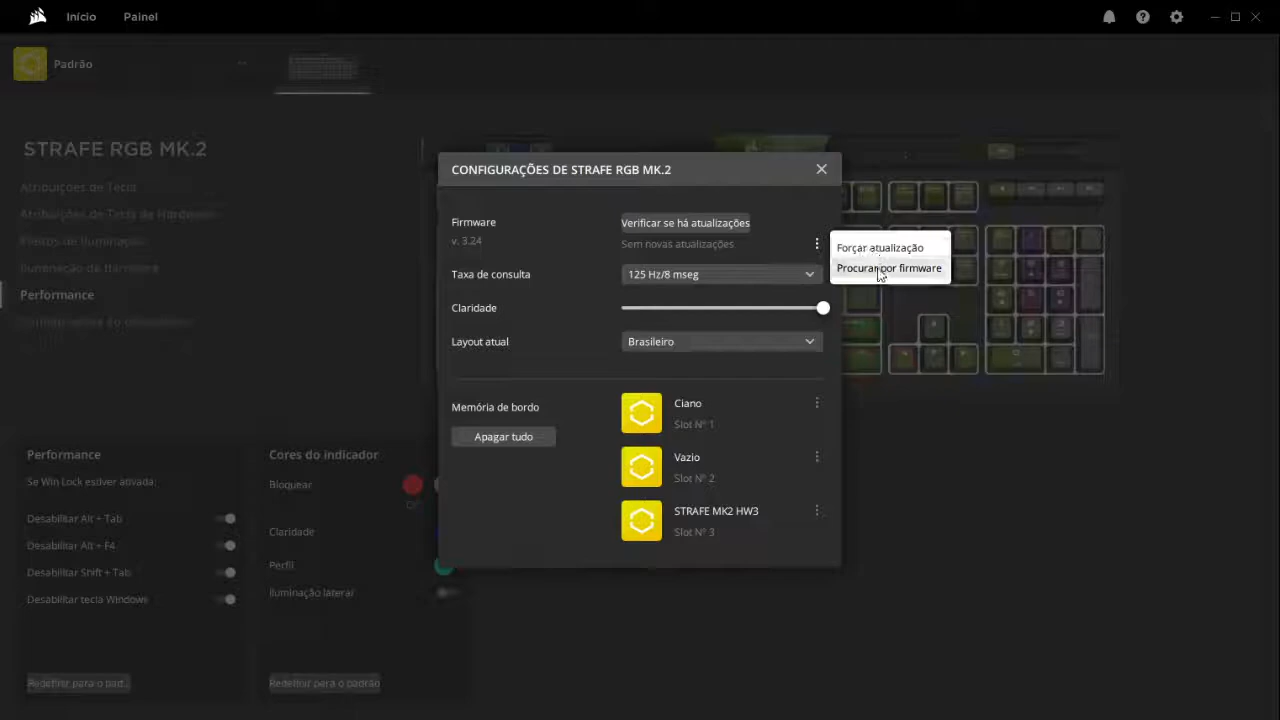 Início
Painel
Padrão
STRAFE RGB MK.2
Atribuições de Tecla
Atribuições de Tecla de Hardware
Efeitos de Iluminação
Iluminação de Hardware
Performance
CONFIGURAÇÕES DE STRAFE RGB MK.2
Firmware
Verificar se há atualizações
v. 3.24
Sem novas atualizações.
Forçar atualização
Procurar por firmware
Taxa de consulta
125 Hz/8 mseg
Claridade
Layout atual
Brasileiro
Memória de bordo
Apagar tudo
Ciano
Slot Nº 1
Vazio
Slot Nº 2
STRAFE MK2 HW3
Slot Nº 3
Performance
Se Win Lock estiver ativada:
Desabilitar Alt + Tab
Desabilitar Alt + F4
Desabilitar Shift + Tab
Desabilitar tecla Windows
Redefinir para o pad...
Cores do indicador
Bloquear
Claridade
Perfil
Iluminação lateral
Redefinir para o padrão